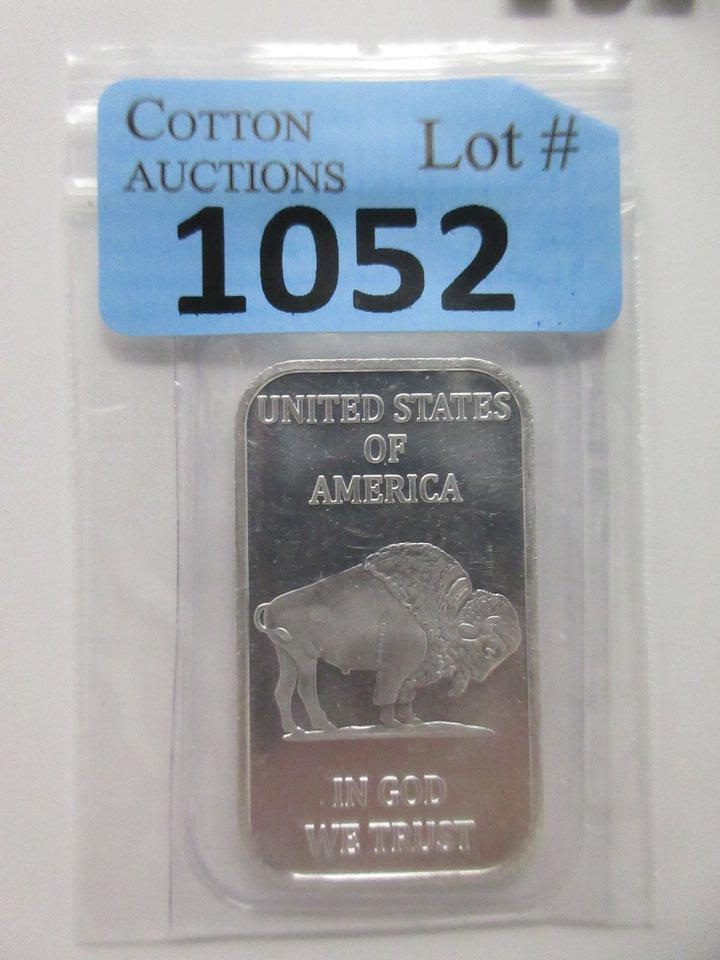 COTTON
AUCTIONS
Lot #
1052
UNITED STATES
OF
AMERICA
IN GOD
WE TRUST